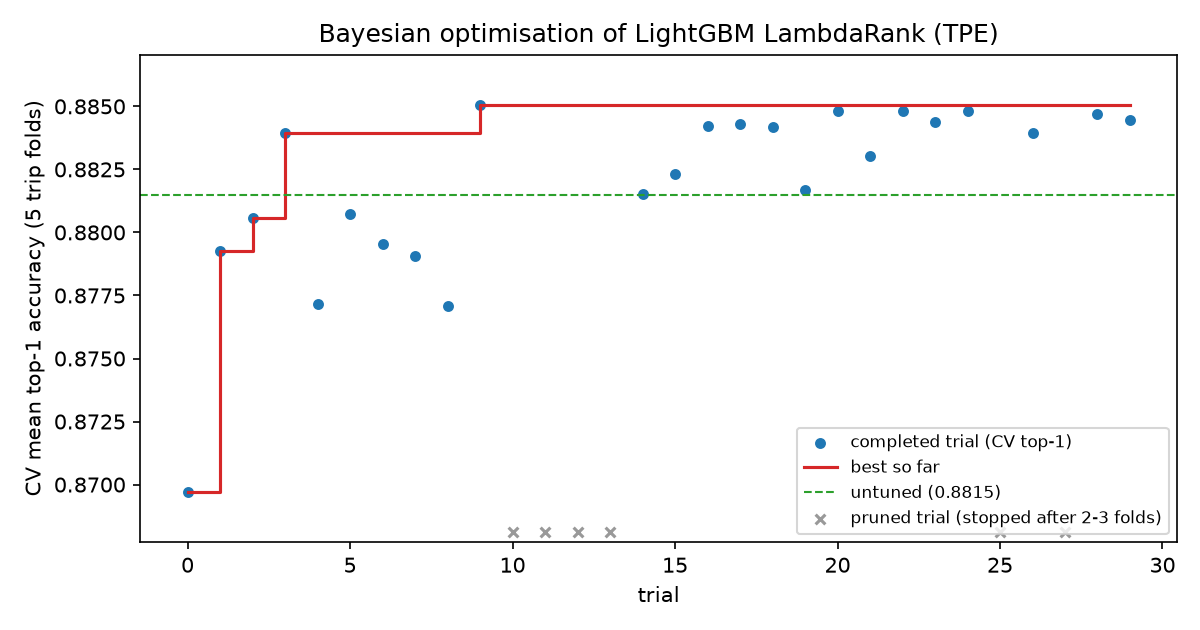 Bayesian optimisation of LightGBM LambdaRank (TPE)
CV mean top-1 accuracy (5 trip folds)
0.8850
0.8825
0.8800
0.8775
0.8750
0.8725
0.8700
completed trial (CV top-1)
best so far
untuned (0.8815)
pruned trial (stopped after 2-3 folds)
0
5
10
15
20
25
30
trial